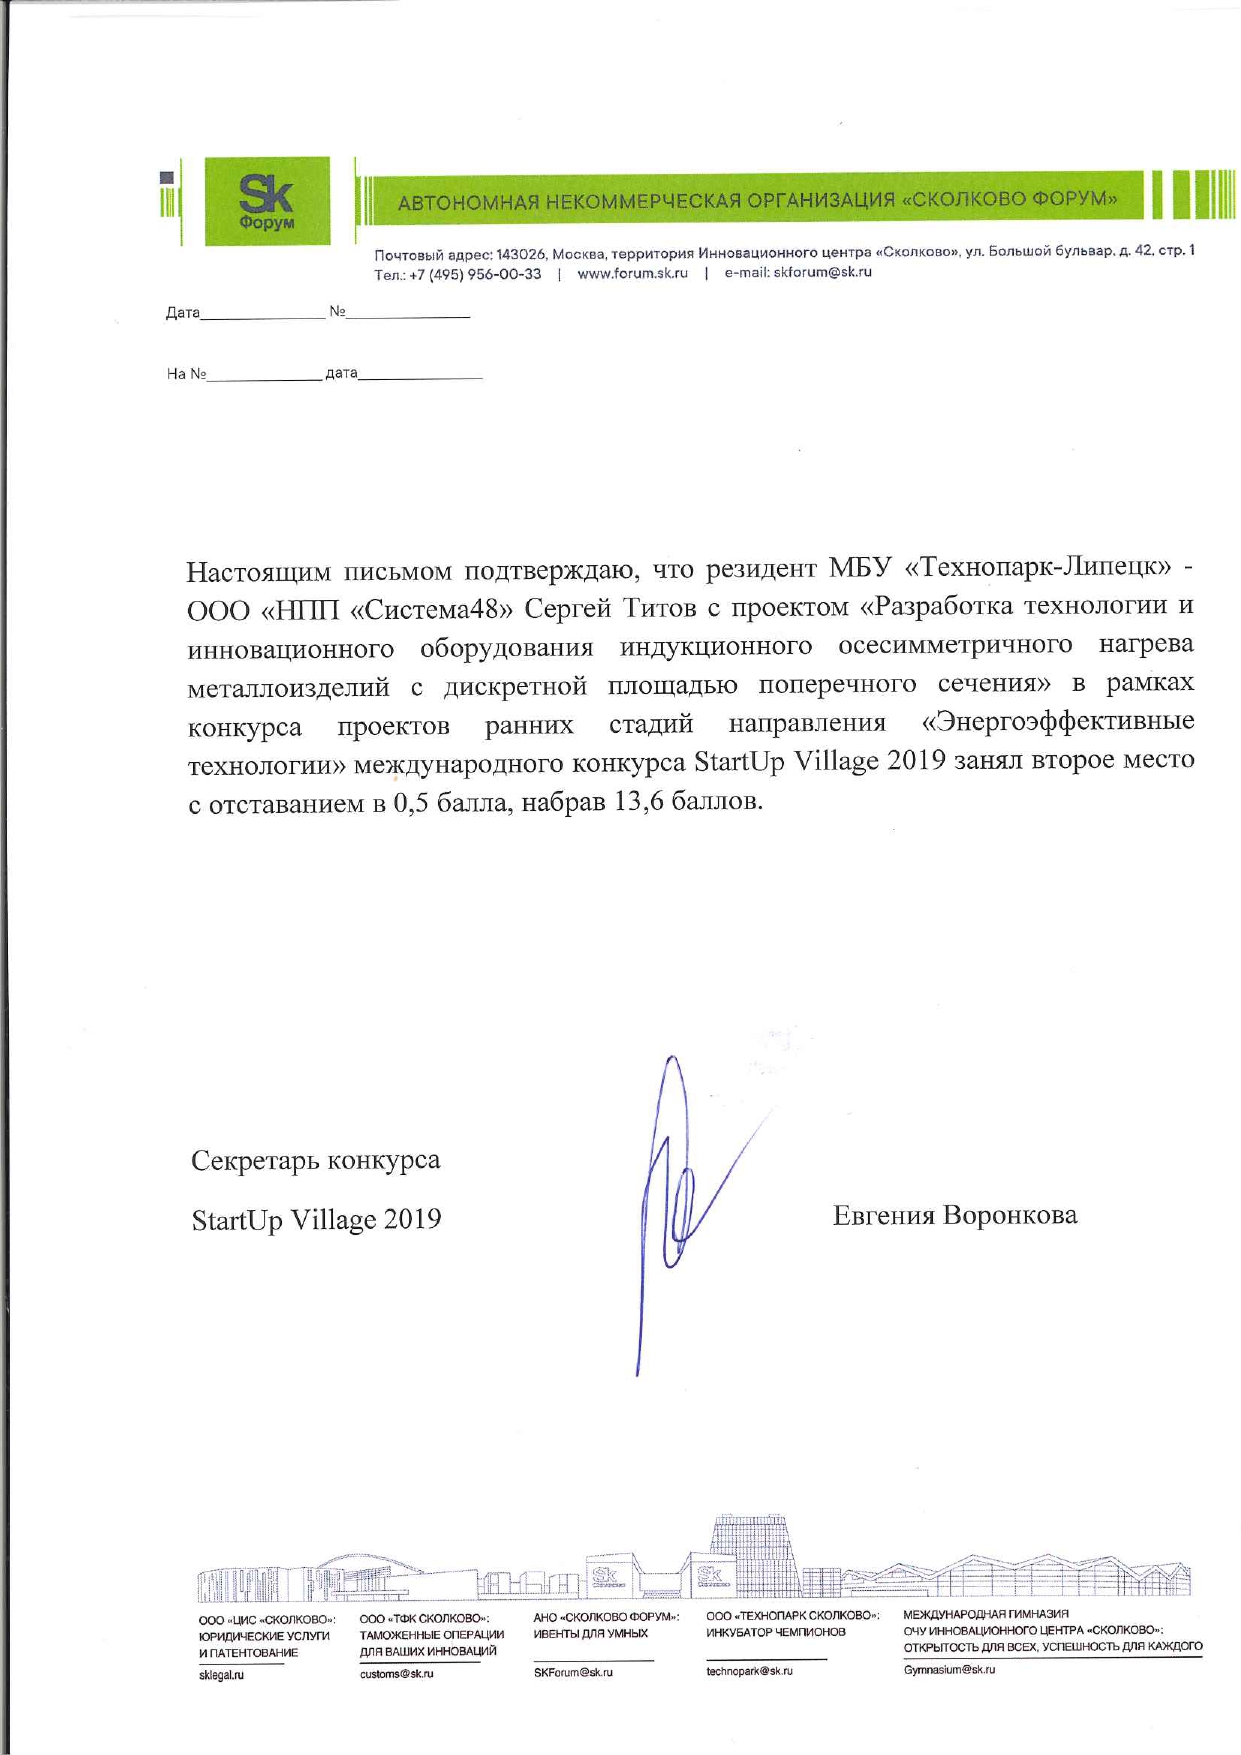 Sk
Форум
АВТОНОМНАЯ НЕКОММЕРЧЕСКАЯ ОРГАНИЗАЦИЯ «СКОЛКОВО ФОРУМ»
Почтовый адрес: 143026, Москва, территория Инновационного центра «Сколково», ул. Большой бульвар, д. 42, стр. 1
Тел.: +7 (495) 956-00-33 | www.forum.sk.ru | e-mail: skforum@sk.ru
Дата_______________ №_______________
На №______________ дата_______________
Настоящим письмом подтверждаю, что резидент МБУ «Технопарк-Липецк» -
ООО «НПП «Система48» Сергей Титов с проектом «Разработка технологии и
инновационного оборудования индукционного осесимметричного нагрева
металлоизделий с дискретной площадью поперечного сечения» в рамках
конкурса проектов ранних стадий направления «Энергоэффективные
технологии» международного конкурса StartUp Village 2019 занял второе место
с отставанием в 0,5 балла, набрав 13,6 баллов.
Секретарь конкурса
StartUp Village 2019
Евгения Воронкова
Sk
Sk
ООО «ЦИС «СКОЛКОВО»:
ЮРИДИЧЕСКИЕ УСЛУГИ
И ПАТЕНТОВАНИЕ
sklegal.ru
ООО «ТФК СКОЛКОВО»:
ТАМОЖЕННЫЕ ОПЕРАЦИИ
ДЛЯ ВАШИХ ИННОВАЦИЙ
customs@sk.ru
АНО «СКОЛКОВО ФОРУМ»:
ИВЕНТЫ ДЛЯ УМНЫХ
SKForum@sk.ru
ООО «ТЕХНОПАРК СКОЛКОВО»:
ИНКУБАТОР ЧЕМПИОНОВ
technopark@sk.ru
МЕЖДУНАРОДНАЯ ГИМНАЗИЯ
ОЧУ ИННОВАЦИОННОГО ЦЕНТРА «СКОЛКОВО»:
ОТКРЫТОСТЬ ДЛЯ ВСЕХ, УСПЕШНОСТЬ ДЛЯ КАЖДОГО
Gymnasium@sk.ru